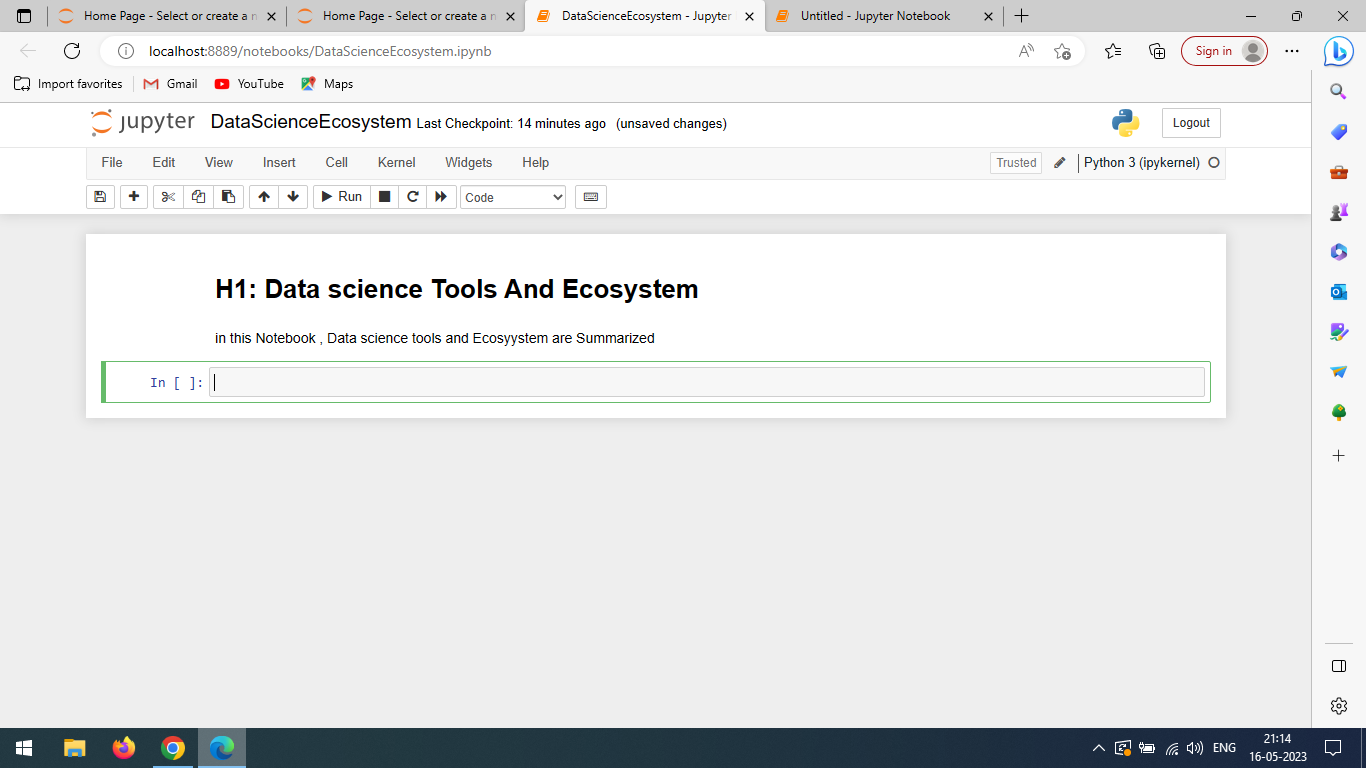 Home Page - Select or create a n
Home Page - Select or create a n
DataScienceEcosystem - Jupyter
Untitled - Jupyter Notebook
localhost:8889/notebooks/DataScienceEcosystem.ipynb
Sign in
Import favorites
Gmail
YouTube
Maps
jupyter DataScienceEcosystem Last Checkpoint: 14 minutes ago (unsaved changes)
Logout
File Edit View Insert Cell Kernel Widgets Help
Trusted
Python 3 (ipykernel)
Run
Code
H1: Data science Tools And Ecosystem
in this Notebook , Data science tools and Ecosyystem are Summarized
In [ ]:
ENG
21:14
16-05-2023